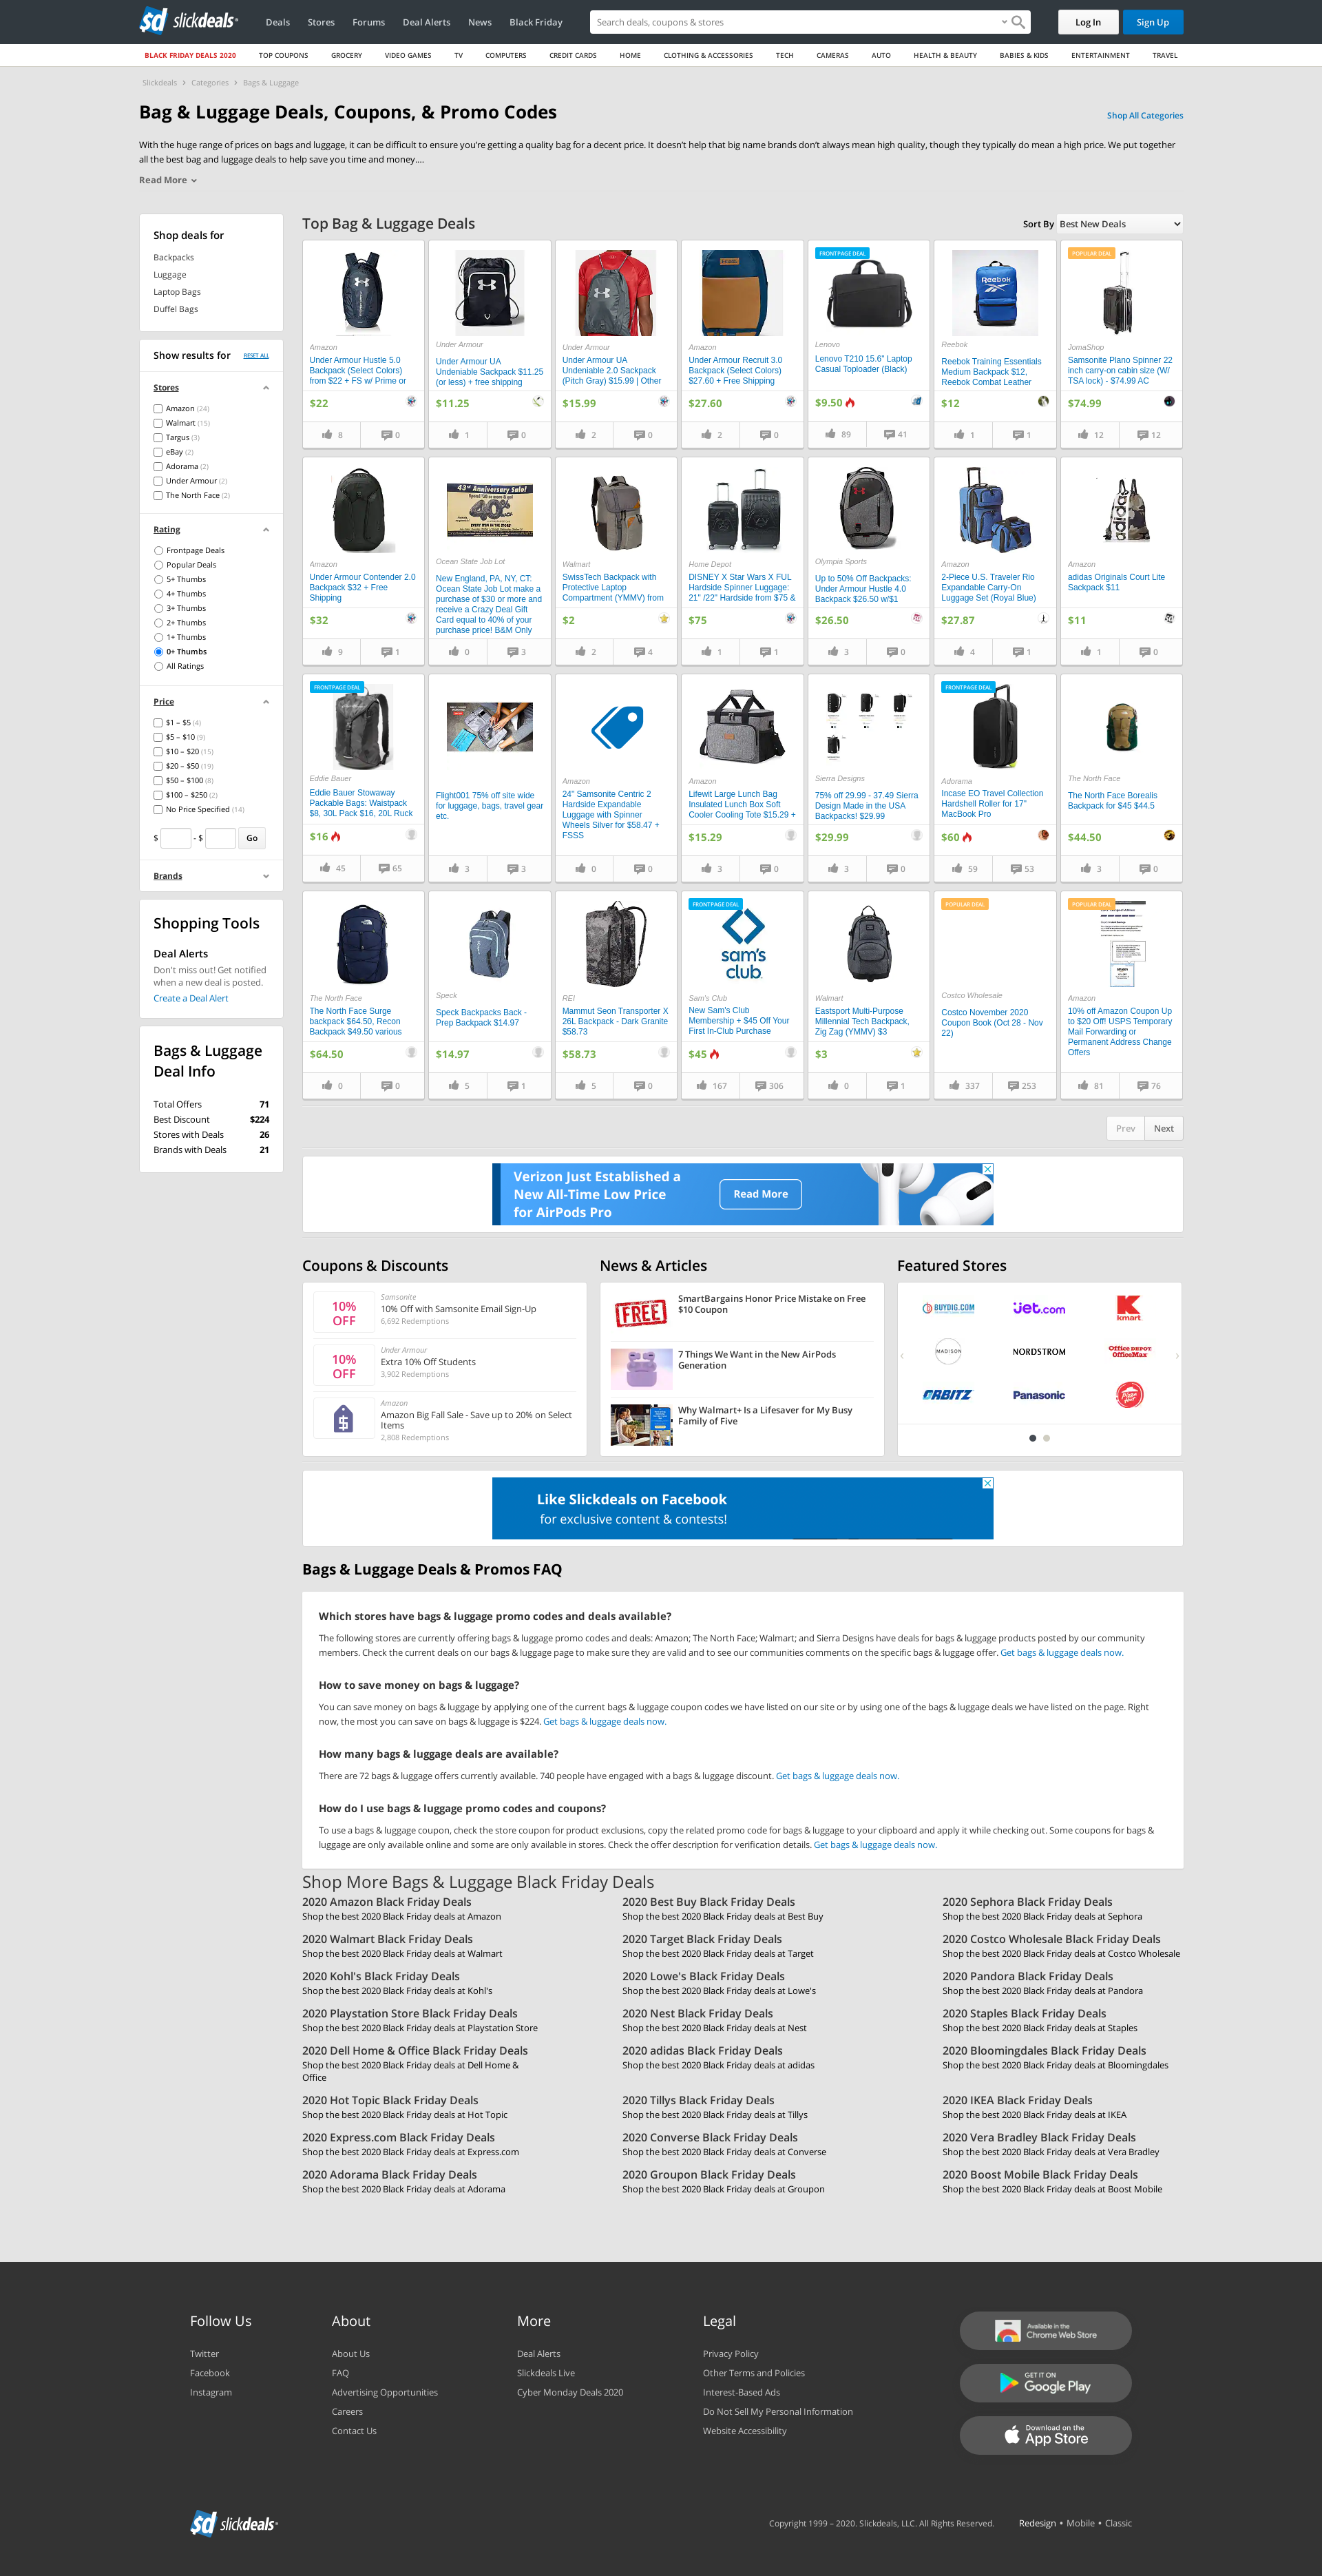 slickdeals
Deals Stores Forums Deal Alerts News Black Friday
Search deals, coupons & stores
Log In Sign Up
BLACK FRIDAY DEALS 2020 TOP COUPONS GROCERY VIDEO GAMES TV COMPUTERS CREDIT CARDS HOME CLOTHING & ACCESSORIES TECH CAMERAS AUTO HEALTH & BEAUTY BABIES & KIDS ENTERTAINMENT TRAVEL
Slickdeals > Categories > Bags & Luggage
Bag & Luggage Deals, Coupons, & Promo Codes
Shop All Categories
With the huge range of prices on bags and luggage, it can be difficult to ensure you're getting a quality bag for a decent price. It doesn't help that big name brands don't always mean high quality, though they typically do mean a high price. We put together
all the best bag and luggage deals to help save you time and money....
Read More
Shop deals for
Backpacks
Luggage
Laptop Bags
Duffel Bags
Show results for RESET ALL
Stores
Amazon (24)
Walmart (15)
Targus (3)
eBay (2)
Adorama (2)
Under Armour (2)
The North Face (2)
Rating
Frontpage Deals
Popular Deals
5+ Thumbs
4+ Thumbs
3+ Thumbs
2+ Thumbs
1+ Thumbs
0+ Thumbs
All Ratings
Price
$1 – $5 (4)
$5 – $10 (9)
$10 – $20 (15)
$20 – $50 (19)
$50 – $100 (8)
$100 – $250 (2)
No Price Specified (14)
$ - $ Go
Brands
Shopping Tools
Deal Alerts
Don't miss out! Get notified
when a new deal is posted.
Create a Deal Alert
Bags & Luggage
Deal Info
Total Offers 71
Best Discount $224
Stores with Deals 26
Brands with Deals 21
Top Bag & Luggage Deals
Sort By Best New Deals
Amazon
Under Armour Hustle 5.0
Backpack (Select Colors)
from $22 + FS w/ Prime or
$22
8 0
Under Armour
Under Armour UA
Undeniable Sackpack $11.25
(or less) + free shipping
$11.25
1 0
Under Armour
Under Armour UA
Undeniable 2.0 Sackpack
(Pitch Gray) $15.99 | Other
$15.99
2 0
Amazon
Under Armour Recruit 3.0
Backpack (Select Colors)
$27.60 + Free Shipping
$27.60
2 0
FRONTPAGE DEAL
Lenovo
Lenovo T210 15.6" Laptop
Casual Toploader (Black)
$9.50
89 41
Reebok
Reebok
Reebok Training Essentials
Medium Backpack $12,
Reebok Combat Leather
$12
1 1
POPULAR DEAL
JomaShop
Samsonite Plano Spinner 22
inch carry-on cabin size (W/
TSA lock) - $74.99 AC
$74.99
12 12
Amazon
Under Armour Contender 2.0
Backpack $32 + Free
Shipping
$32
9 1
43rd Anniversary Sale!
40%
Ocean State Job Lot
New England, PA, NY, CT:
Ocean State Job Lot make a
purchase of $30 or more and
receive a Crazy Deal Gift
Card equal to 40% of your
purchase price! B&M Only
0 3
Walmart
SwissTech Backpack with
Protective Laptop
Compartment (YMMV) from
$2
2 4
Home Depot
DISNEY X Star Wars X FUL
Hardside Spinner Luggage:
21" /22" Hardside from $75 &
$75
1 1
Olympia Sports
Up to 50% Off Backpacks:
Under Armour Hustle 4.0
Backpack $26.50 w/$1
$26.50
3 0
Amazon
2-Piece U.S. Traveler Rio
Expandable Carry-On
Luggage Set (Royal Blue)
$27.87
4 1
adidas
Amazon
adidas Originals Court Lite
Sackpack $11
$11
1 0
FRONTPAGE DEAL
Eddie Bauer
Eddie Bauer Stowaway
Packable Bags: Waistpack
$8, 30L Pack $16, 20L Ruck
$16
45 65
Flight001 75% off site wide
for luggage, bags, travel gear
etc.
3 3
Amazon
24" Samsonite Centric 2
Hardside Expandable
Luggage with Spinner
Wheels Silver for $58.47 +
FSSS
0 0
Amazon
Lifewit Large Lunch Bag
Insulated Lunch Box Soft
Cooler Cooling Tote $15.29 +
$15.29
3 0
Sierra Designs
75% off 29.99 - 37.49 Sierra
Design Made in the USA
Backpacks! $29.99
$29.99
3 0
FRONTPAGE DEAL
Adorama
Incase EO Travel Collection
Hardshell Roller for 17"
MacBook Pro
$60
59 53
The North Face
The North Face Borealis
Backpack for $45 $44.5
$44.50
3 0
The North Face
The North Face Surge
backpack $64.50, Recon
Backpack $49.50 various
$64.50
0 0
Speck
Speck Backpacks Back -
Prep Backpack $14.97
$14.97
5 1
REI
Mammut Seon Transporter X
26L Backpack - Dark Granite
$58.73
$58.73
5 0
FRONTPAGE DEAL
sam's club
Sam's Club
New Sam's Club
Membership + $45 Off Your
First In-Club Purchase
$45
167 306
Walmart
Eastsport Multi-Purpose
Millennial Tech Backpack,
Zig Zag (YMMV) $3
$3
0 1
POPULAR DEAL
Costco Wholesale
Costco November 2020
Coupon Book (Oct 28 - Nov
22)
337 253
POPULAR DEAL
Amazon
10% off Amazon Coupon Up
to $20 Off! USPS Temporary
Mail Forwarding or
Permanent Address Change
Offers
81 76
Prev Next
Verizon Just Established a
New All-Time Low Price
for AirPods Pro
Read More
Coupons & Discounts
10% OFF
Samsonite
10% Off with Samsonite Email Sign-Up
6,692 Redemptions
10% OFF
Under Armour
Extra 10% Off Students
3,902 Redemptions
Amazon
Amazon Big Fall Sale - Save up to 20% on Select
Items
2,808 Redemptions
News & Articles
FREE
SmartBargains Honor Price Mistake on Free
$10 Coupon
7 Things We Want in the New AirPods
Generation
Why Walmart+ Is a Lifesaver for My Busy
Family of Five
Featured Stores
BUYDIG.COM jet.com kmart
MADISON NORDSTROM Office DEPOT OfficeMax
ORBITZ Panasonic Pizza Hut
Like Slickdeals on Facebook
for exclusive content & contests!
Bags & Luggage Deals & Promos FAQ
Which stores have bags & luggage promo codes and deals available?
The following stores are currently offering bags & luggage promo codes and deals: Amazon; The North Face; Walmart; and Sierra Designs have deals for bags & luggage products posted by our community
members. Check the current deals on our bags & luggage page to make sure they are valid and to see our communities comments on the specific bags & luggage offer. Get bags & luggage deals now.
How to save money on bags & luggage?
You can save money on bags & luggage by applying one of the current bags & luggage coupon codes we have listed on our site or by using one of the bags & luggage deals we have listed on the page. Right
now, the most you can save on bags & luggage is $224. Get bags & luggage deals now.
How many bags & luggage deals are available?
There are 72 bags & luggage offers currently available. 740 people have engaged with a bags & luggage discount. Get bags & luggage deals now.
How do I use bags & luggage promo codes and coupons?
To use a bags & luggage coupon, check the store coupon for product exclusions, copy the related promo code for bags & luggage to your clipboard and apply it while checking out. Some coupons for bags &
luggage are only available online and some are only available in stores. Check the offer description for verification details. Get bags & luggage deals now.
Shop More Bags & Luggage Black Friday Deals
2020 Amazon Black Friday Deals
Shop the best 2020 Black Friday deals at Amazon
2020 Best Buy Black Friday Deals
Shop the best 2020 Black Friday deals at Best Buy
2020 Sephora Black Friday Deals
Shop the best 2020 Black Friday deals at Sephora
2020 Walmart Black Friday Deals
Shop the best 2020 Black Friday deals at Walmart
2020 Target Black Friday Deals
Shop the best 2020 Black Friday deals at Target
2020 Costco Wholesale Black Friday Deals
Shop the best 2020 Black Friday deals at Costco Wholesale
2020 Kohl's Black Friday Deals
Shop the best 2020 Black Friday deals at Kohl's
2020 Lowe's Black Friday Deals
Shop the best 2020 Black Friday deals at Lowe's
2020 Pandora Black Friday Deals
Shop the best 2020 Black Friday deals at Pandora
2020 Playstation Store Black Friday Deals
Shop the best 2020 Black Friday deals at Playstation Store
2020 Nest Black Friday Deals
Shop the best 2020 Black Friday deals at Nest
2020 Staples Black Friday Deals
Shop the best 2020 Black Friday deals at Staples
2020 Dell Home & Office Black Friday Deals
Shop the best 2020 Black Friday deals at Dell Home &
Office
2020 adidas Black Friday Deals
Shop the best 2020 Black Friday deals at adidas
2020 Bloomingdales Black Friday Deals
Shop the best 2020 Black Friday deals at Bloomingdales
2020 Hot Topic Black Friday Deals
Shop the best 2020 Black Friday deals at Hot Topic
2020 Tillys Black Friday Deals
Shop the best 2020 Black Friday deals at Tillys
2020 IKEA Black Friday Deals
Shop the best 2020 Black Friday deals at IKEA
2020 Express.com Black Friday Deals
Shop the best 2020 Black Friday deals at Express.com
2020 Converse Black Friday Deals
Shop the best 2020 Black Friday deals at Converse
2020 Vera Bradley Black Friday Deals
Shop the best 2020 Black Friday deals at Vera Bradley
2020 Adorama Black Friday Deals
Shop the best 2020 Black Friday deals at Adorama
2020 Groupon Black Friday Deals
Shop the best 2020 Black Friday deals at Groupon
2020 Boost Mobile Black Friday Deals
Shop the best 2020 Black Friday deals at Boost Mobile
Follow Us
Twitter
Facebook
Instagram
About
About Us
FAQ
Advertising Opportunities
Careers
Contact Us
More
Deal Alerts
Slickdeals Live
Cyber Monday Deals 2020
Legal
Privacy Policy
Other Terms and Policies
Interest-Based Ads
Do Not Sell My Personal Information
Website Accessibility
Available in the
Chrome Web Store
GET IT ON
Google Play
Download on the
App Store
slickdeals
Copyright 1999 – 2020. Slickdeals, LLC. All Rights Reserved.
Redesign • Mobile • Classic